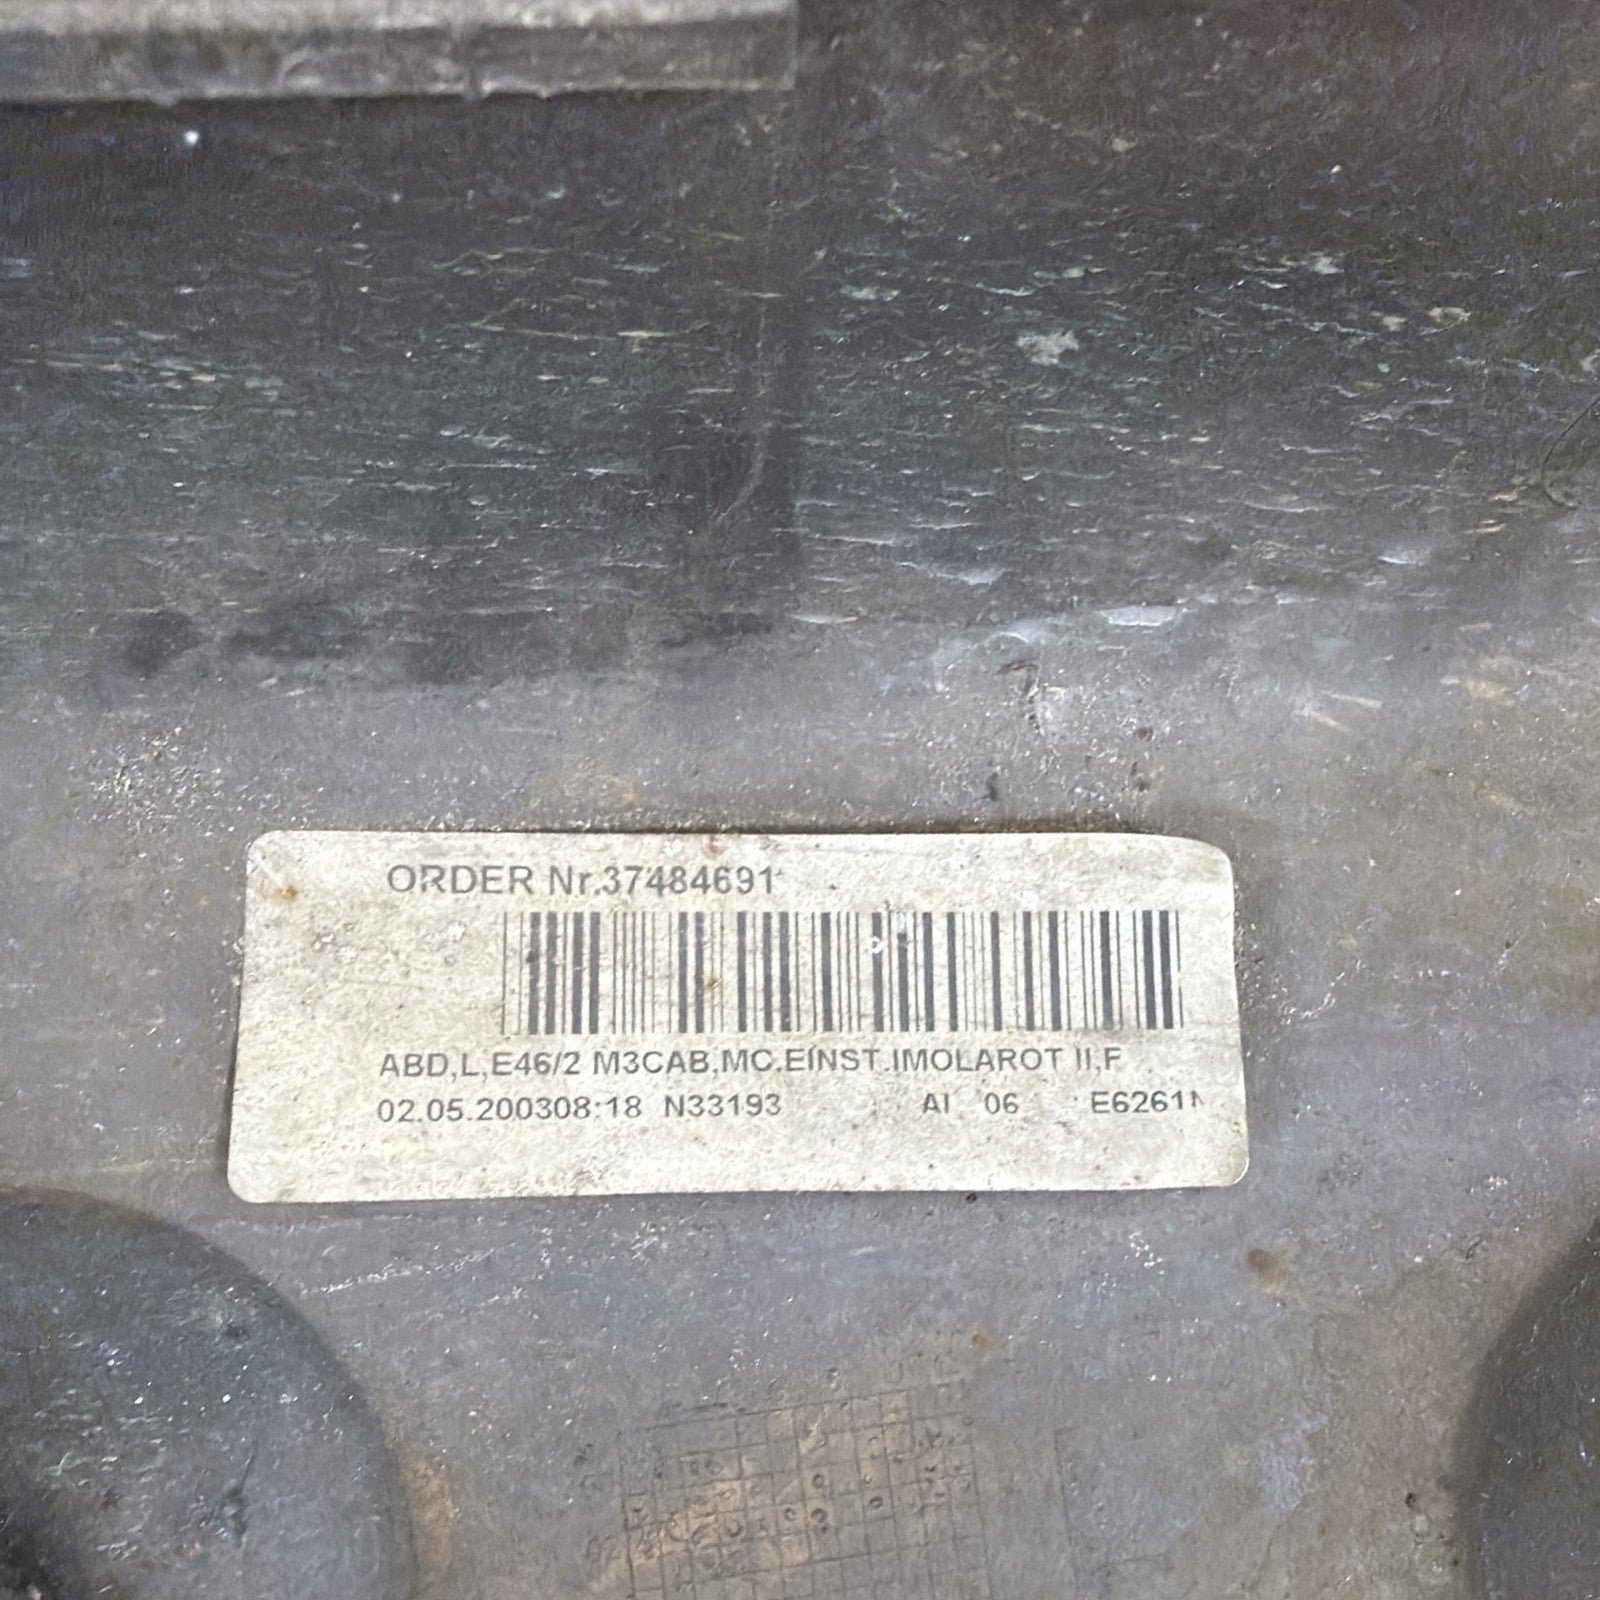 ORDER Nr.37484691
ABD,L,E46/2 M3CAB,MC.EINST.IMOLAROT II,F
02.05.200308:18 N33193 AI 06 E6261